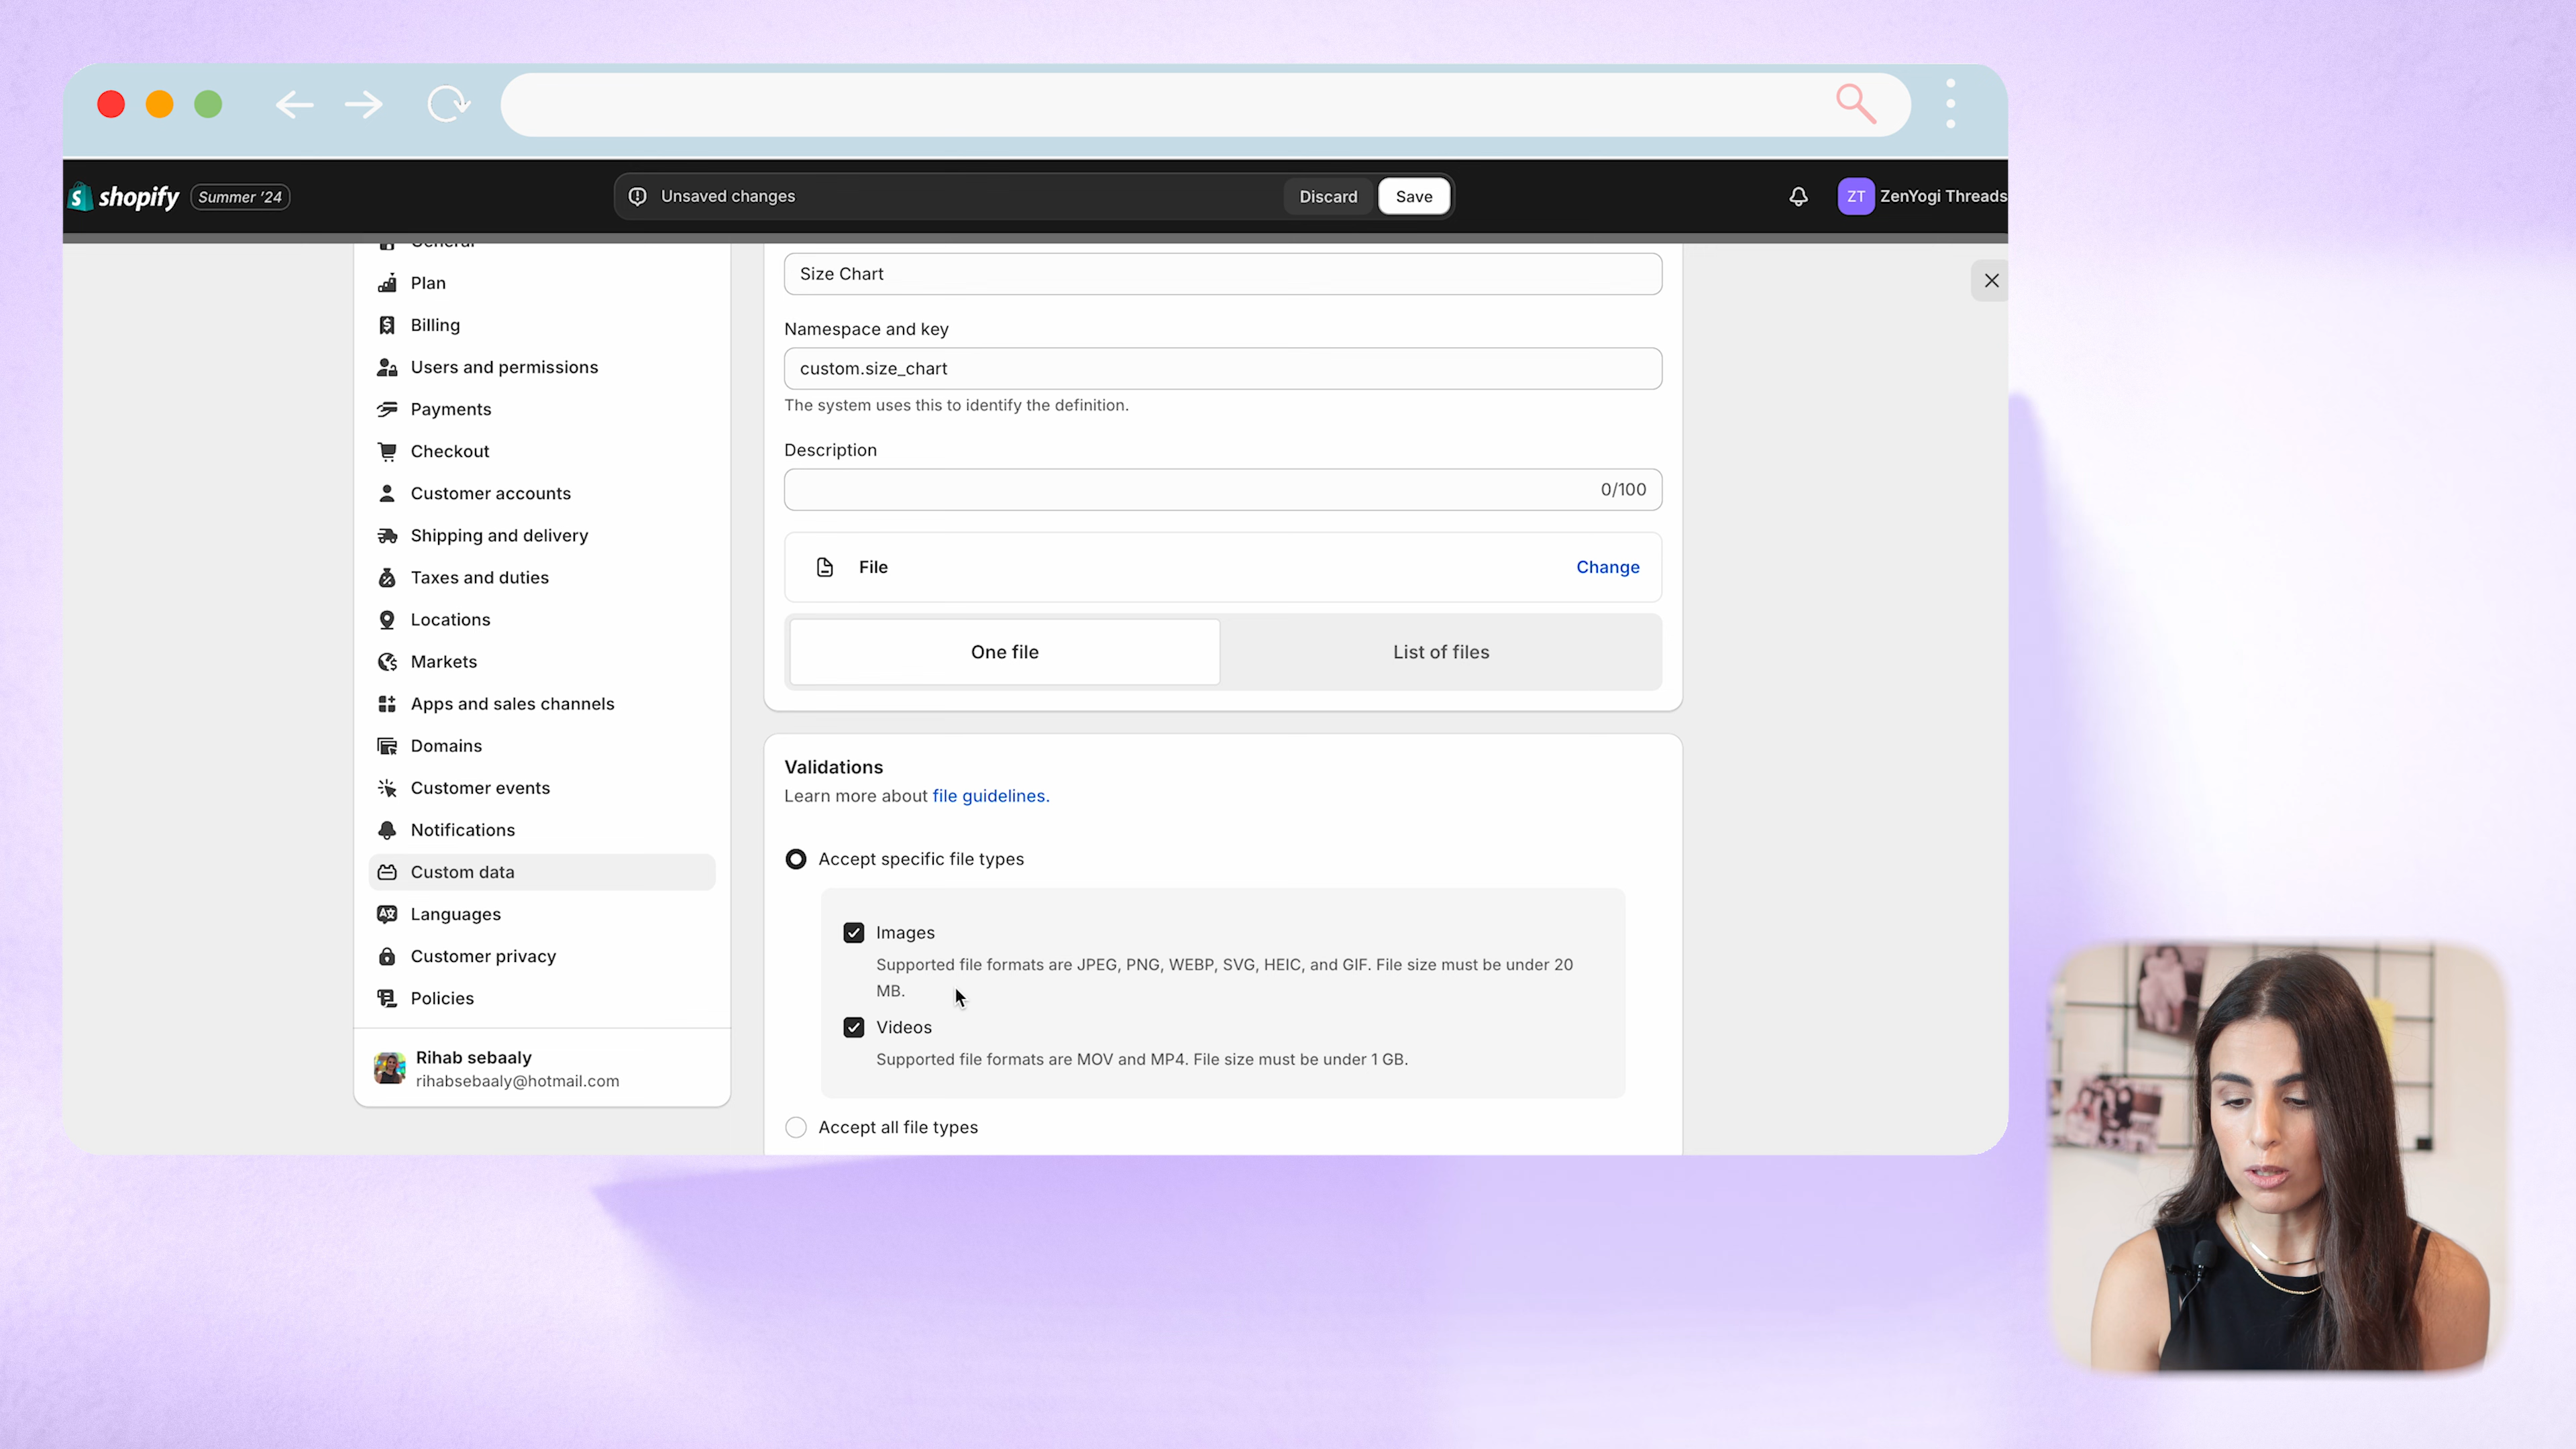 shopify Summer '24
Unsaved changes
Discard
Save
ZT ZenYogi Threads
General
Plan
Billing
Users and permissions
Payments
Checkout
Customer accounts
Shipping and delivery
Taxes and duties
Locations
Markets
Apps and sales channels
Domains
Customer events
Notifications
Custom data
Languages
Customer privacy
Policies
Rihab sebaaly
rihabsebaaly@hotmail.com
Size Chart
Namespace and key
custom.size_chart
The system uses this to identify the definition.
Description
0/100
File
Change
One file
List of files
Validations
Learn more about file guidelines.
Accept specific file types
Images
Supported file formats are JPEG, PNG, WEBP, SVG, HEIC, and GIF. File size must be under 20
MB.
Videos
Supported file formats are MOV and MP4. File size must be under 1 GB.
Accept all file types